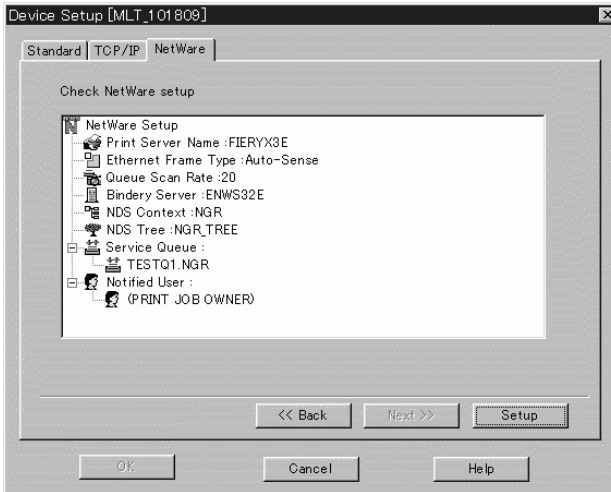 Device Setup [MLT_101809]
Standard TCP/IP NetWare
Check NetWare setup
NetWare Setup
Print Server Name :FIERYX3E
Ethernet Frame Type :Auto-Sense
Queue Scan Rate :20
Bindery Server :ENWS32E
NDS Context :NGR
NDS Tree :NGR_TREE
Service Queue :
TESTQ1.NGR
Notified User :
(PRINT JOB OWNER)
<< Back Next >> Setup
OK Cancel Help